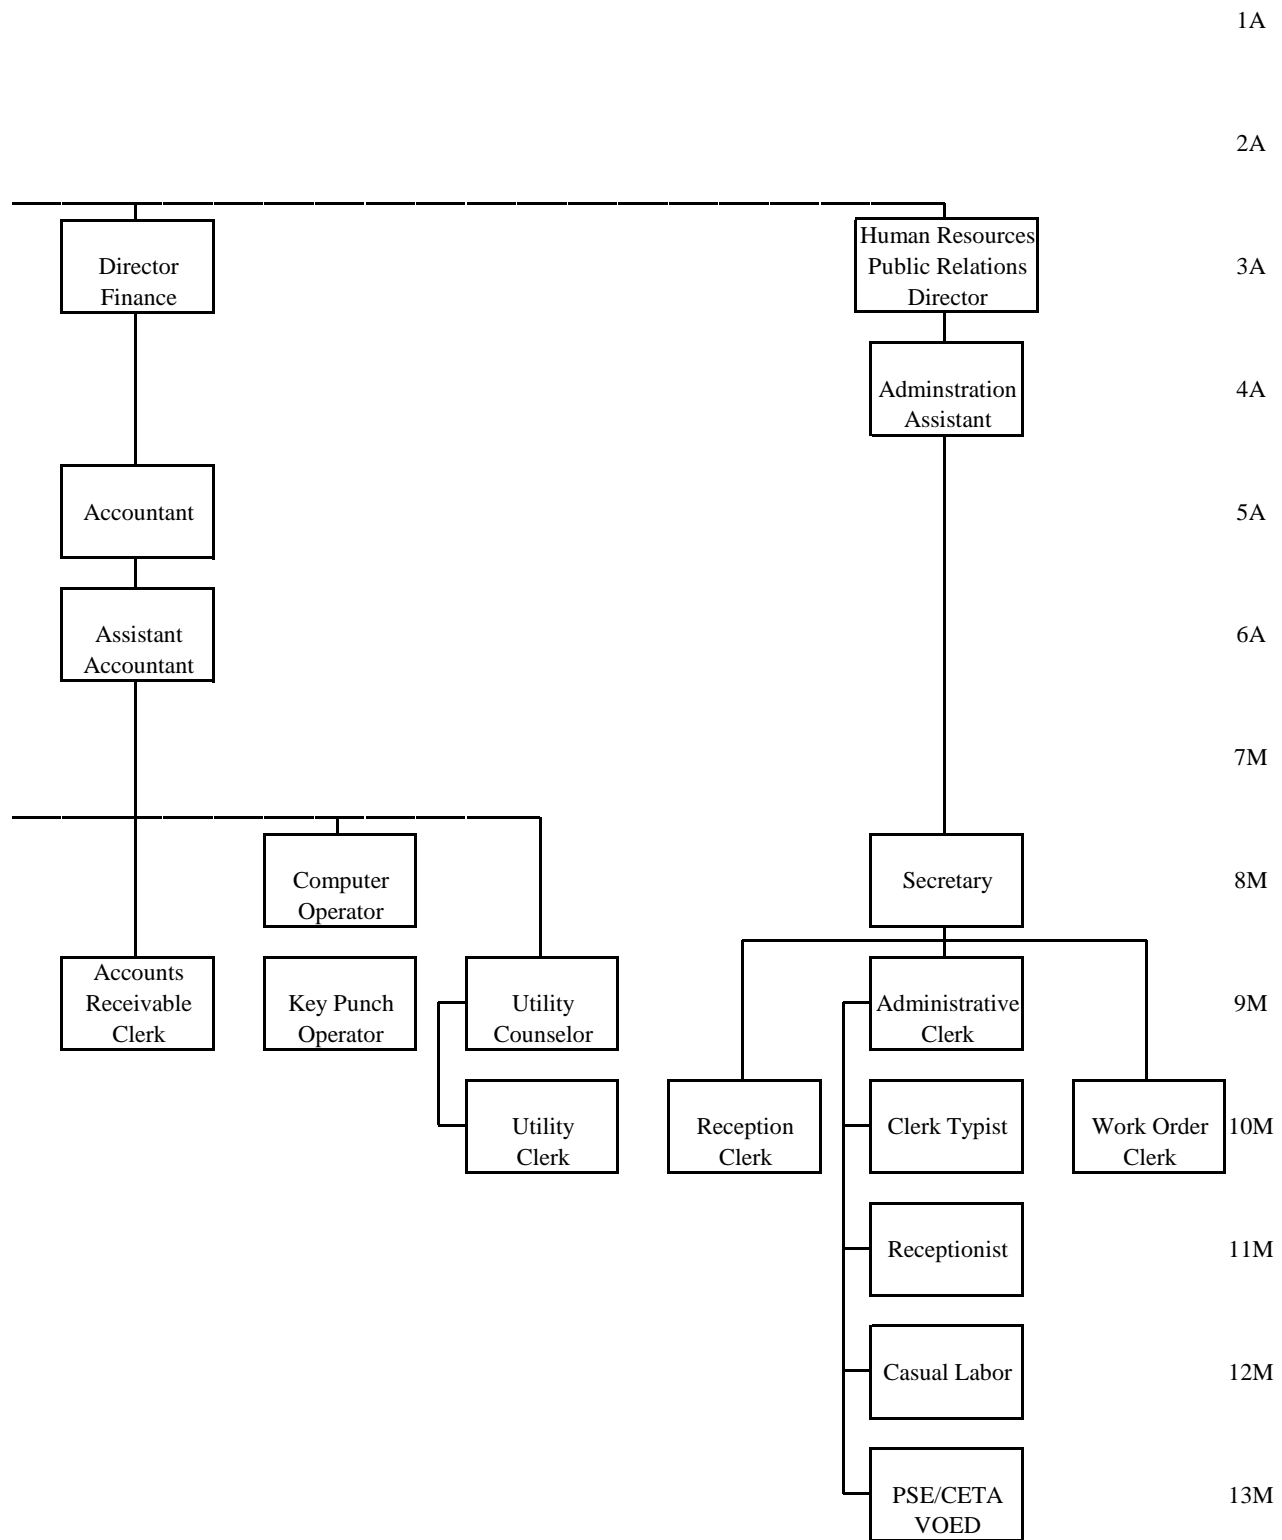 1A
2A
Director
Finance
Human Resources
Public Relations
Director
3A
Adminstration
Assistant
4A
Accountant
5A
Assistant
Accountant
6A
7M
Computer
Operator
Secretary
8M
Accounts
Receivable
Clerk
Key Punch
Operator
Utility
Counselor
Administrative
Clerk
9M
Utility
Clerk
Reception
Clerk
Clerk Typist
Work Order
Clerk
10M
Receptionist
11M
Casual Labor
12M
PSE/CETA
VOED
13M